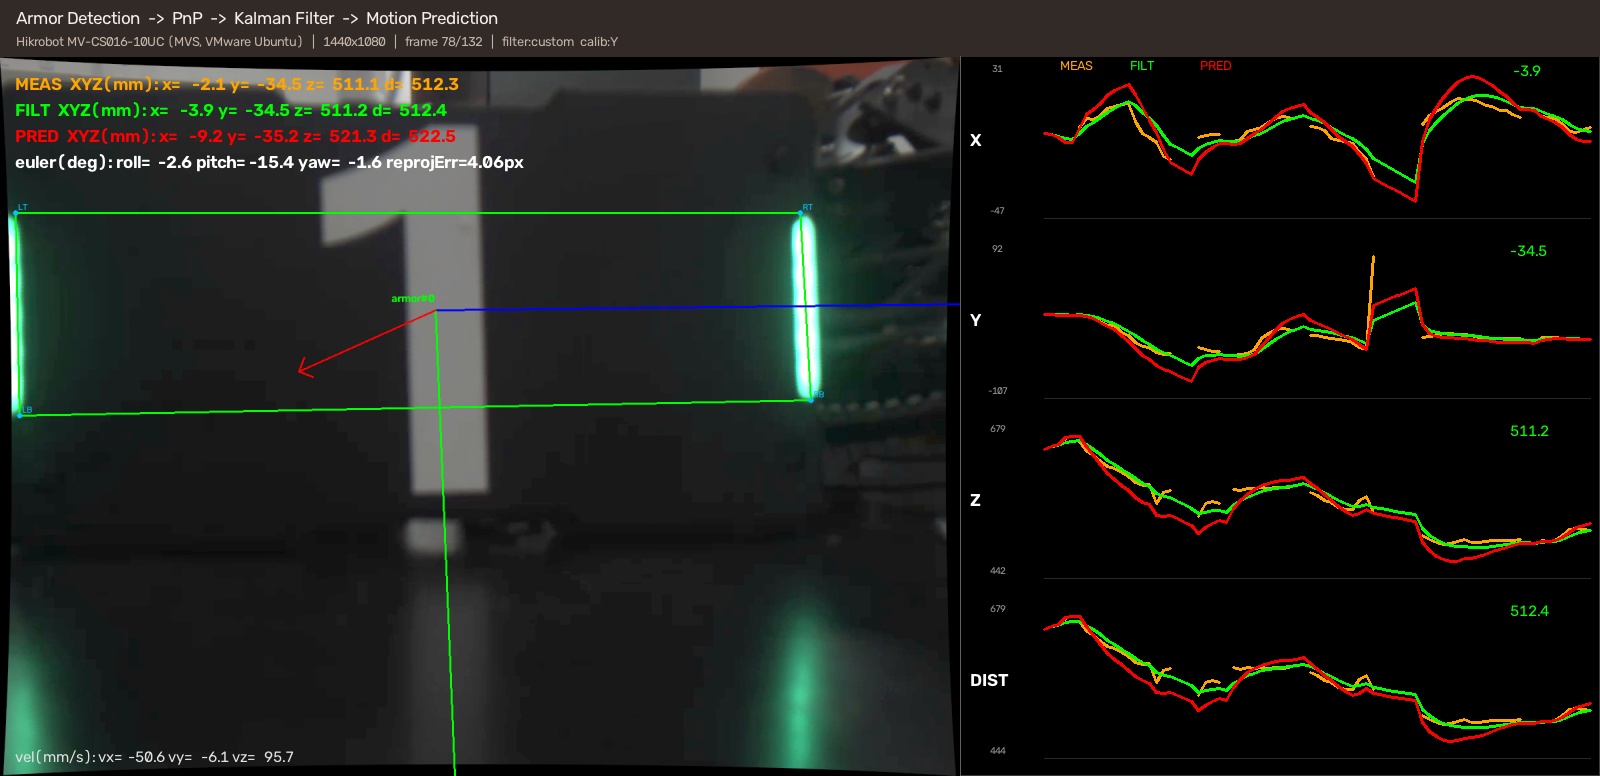 Armor Detection -> PnP -> Kalman Filter -> Motion Prediction
Hikrobot MV-CS016-10UC (MVS, VMware Ubuntu) | 1440x1080 | frame 78/132 | filter:custom calib:Y
MEAS XYZ(mm): x= -2.1 y= -34.5 z= 511.1 d= 512.3
FILT XYZ(mm): x= -3.9 y= -34.5 z= 511.2 d= 512.4
PRED XYZ(mm): x= -9.2 y= -35.2 z= 521.3 d= 522.5
euler(deg): roll= -2.6 pitch= -15.4 yaw= -1.6 reprojErr=4.06px
LT
RT
1
armor#0
LB
RB
vel(mm/s): vx= -50.6 vy= -6.1 vz= 95.7
MEAS FILT PRED
31
-3.9
X
-47
92
-34.5
Y
-107
679
511.2
Z
442
679
512.4
DIST
444